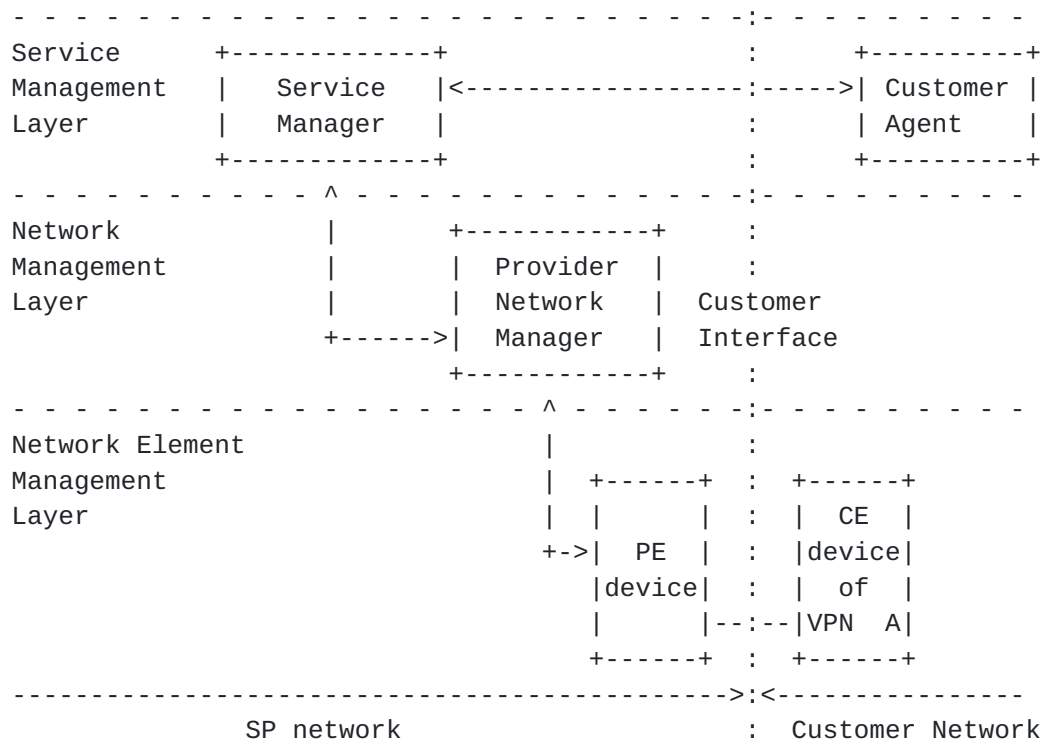 - - - - - - - - - - - - - - - - - - - - - - - -:- - - - - - - - -
Service      +-------------+                   :      +----------+
Management   |   Service   |<------------------:----->| Customer |
Layer        |   Manager   |                   :      | Agent    |
             +-------------+                   :      +----------+
- - - - - - - - - - ^ - - - - - - - - - - - - -:- - - - - - - - -
Network             |       +------------+     :
Management          |       |  Provider  |     :
Layer               |       |  Network   |  Customer
                    +------>|  Manager   |  Interface
                            +------------+     :
- - - - - - - - - - - - - - - - - ^ - - - - - -:- - - - - - - - -
Network Element                   |            :
Management                        |  +------+  :  +------+
Layer                             |  |      |  :  |  CE  |
                                  +->|  PE  |  :  |device|
                                     |device|  :  |  of  |
                                     |      |--:--|VPN  A|
                                     +------+  :  +------+
---------------------------------------------->:<----------------
               SP network                      :  Customer Network